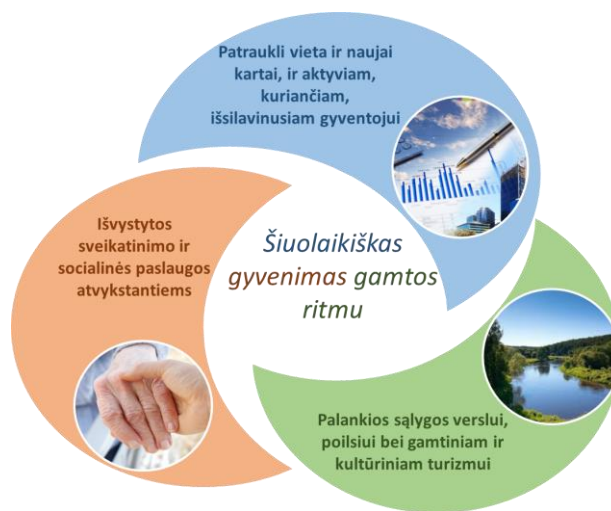 Patraukli vieta ir naujai
kartai, ir aktyviam,
kuriančiam,
išsilavinusiam gyventojui
Išvystytos
sveikatinimo ir
socialinės paslaugos
atvykstantiems
Šiuolaikiškas
gyvenimas gamtos
ritmu
Palankios sąlygos verslui,
poilsiui bei gamtiniam ir
kultūriniam turizmui